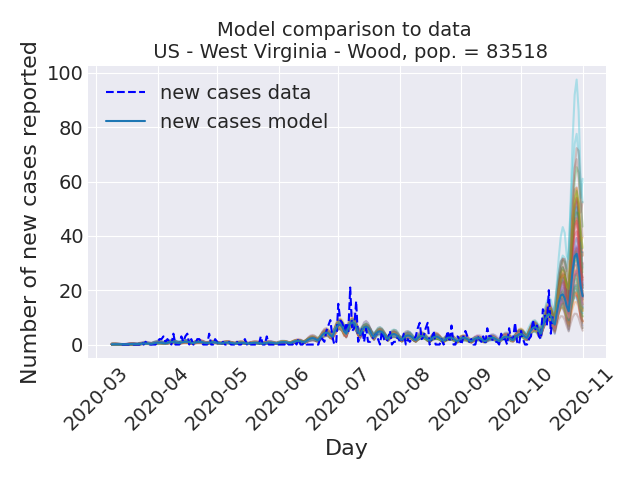 Model comparison to data
US - West Virginia - Wood, pop. = 83518
Number of new cases reported
100
80
60
40
20
0
new cases data
new cases model
2020-03
2020-04
2020-05
2020-06
2020-07
2020-08
2020-09
2020-10
2020-11
Day